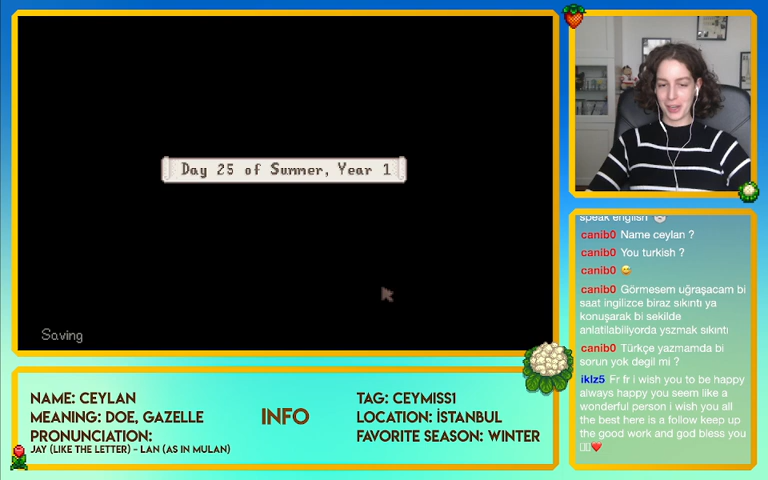 Day 25 of Summer, Year 1
Saving
speak english
canib0 Name ceylan ?
canib0 You turkish ?
canib0
canib0 Görmesem uğraşacam bi
saat ingilizce biraz sıkıntı ya
konuşarak bi sekilde
anlatilabiliyorda yszmak sıkıntı
canib0 Türkçe yazmamda bi
sorun yok degil mi ?
iklz5 Fr fr i wish you to be happy
always happy you seem like a
wonderful person i wish you all
the best here is a follow keep up
the good work and god bless you
NAME: CEYLAN
MEANING: DOE, GAZELLE
PRONUNCIATION:
JAY (LIKE THE LETTER) - LAN (AS IN MULAN)
INFO
TAG: CEYMISS1
LOCATION: İSTANBUL
FAVORITE SEASON: WINTER